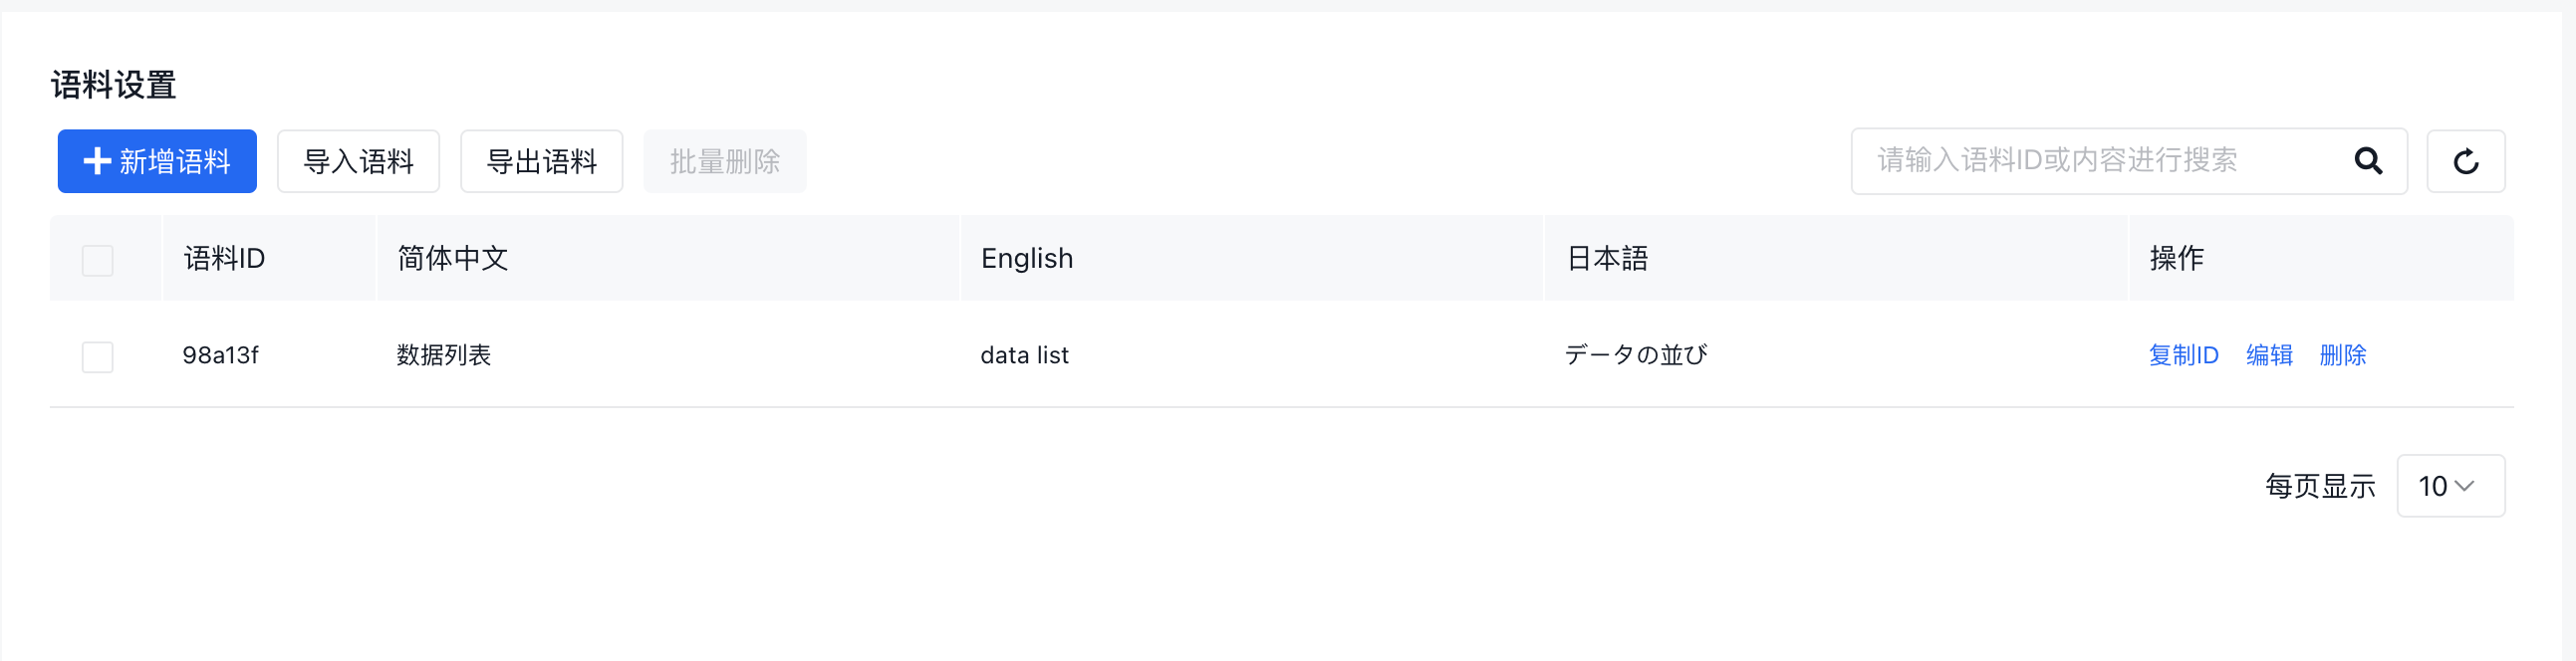 语料设置
新增语料 导入语料 导出语料 批量删除 请输入语料ID或内容进行搜索
语料ID 简体中文 English 日本語 操作
98a13f 数据列表 data list データの並び 复制ID 编辑 删除
每页显示 10